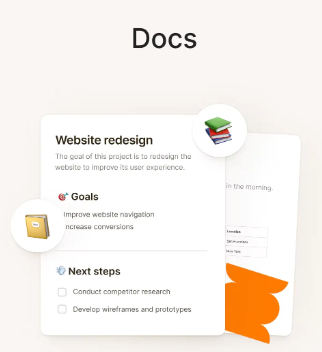 Docs
Website redesign
The goal of this project is to redesign the
website to improve its user experience.
in the morning.
Goals
Improve website navigation
Increase conversions
Next steps
Conduct competitor research
Develop wireframes and prototypes